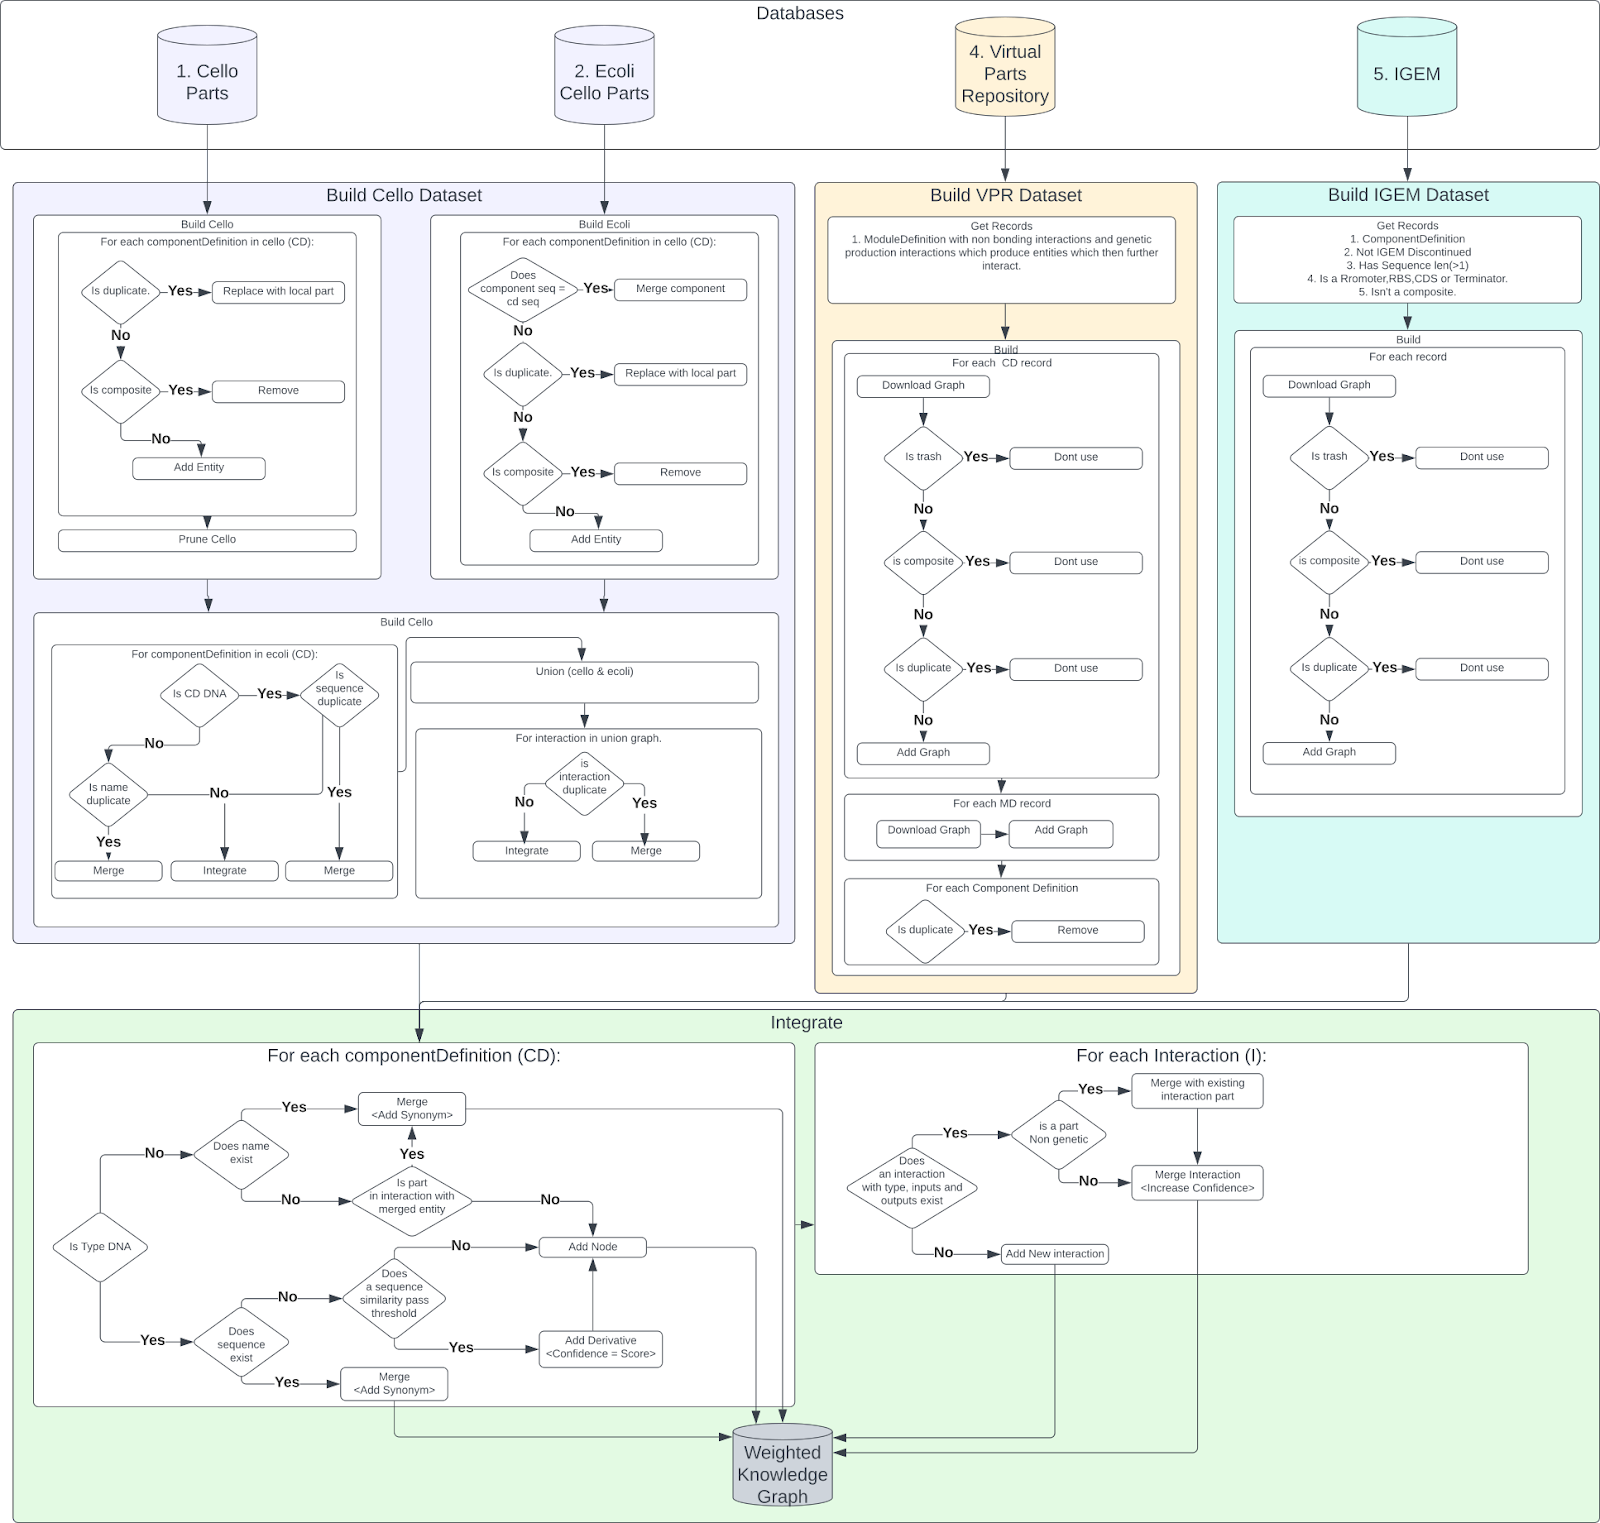 Databases
1. Cello
Parts
2. Ecoli
Cello Parts
4. Virtual
Parts
Repository
5. IGEM
Build Cello Dataset
Build Cello
For each componentDefinition in cello (CD):
Is duplicate.
Yes
Replace with local part
No
Is composite
Yes
Remove
No
Add Entity
Prune Cello
Build Ecoli
For each componentDefinition in cello (CD):
Does
component seq =
cd seq
Yes
Merge component
No
Is duplicate.
Yes
Replace with local part
No
Is composite
Yes
Remove
No
Add Entity
Build Cello
For componentDefinition in ecoli (CD):
Is CD DNA
Yes
Is
sequence
duplicate
No
Is name
duplicate
No
Yes
Yes
Merge
Integrate
Merge
Union (cello & ecoli)
For interaction in union graph.
is
interaction
duplicate
No
Yes
Integrate
Merge
Build VPR Dataset
Get Records
1. ModuleDefinition with non bonding interactions and genetic
production interactions which produce entities which then further
interact.
Build
For each  CD record
Download Graph
Is trash
Yes
Dont use
No
is composite
Yes
Dont use
No
Is duplicate
Yes
Dont use
No
Add Graph
For each MD record
Download Graph
Add Graph
For each Component Definition
Is duplicate
Yes
Remove
Build IGEM Dataset
Get Records
1. ComponentDefinition
2. Not IGEM Discontinued
3. Has Sequence len(>1)
4. Is a Rromoter,RBS,CDS or Terminator.
5. Isn't a composite.
Build
For each record
Download Graph
Is trash
Yes
Dont use
No
is composite
Yes
Dont use
No
Is duplicate
Yes
Dont use
No
Add Graph
Integrate
For each componentDefinition (CD):
Is Type DNA
No
Does name
exist
Yes
Merge
<Add Synonym>
Yes
No
Is part
in interaction with
merged entity
No
Add Node
Yes
Does
sequence
exist
No
Does
a sequence
similarity pass
threshold
No
Yes
Add Derivative
<Confidence = Score>
Yes
Merge
<Add Synonym>
For each Interaction (I):
Does
an interaction
with type, inputs and
outputs exist
Yes
is a part
Non genetic
Yes
Merge with existing
interaction part
No
Merge Interaction
<Increase Confidence>
No
Add New interaction
Weighted
Knowledge
Graph